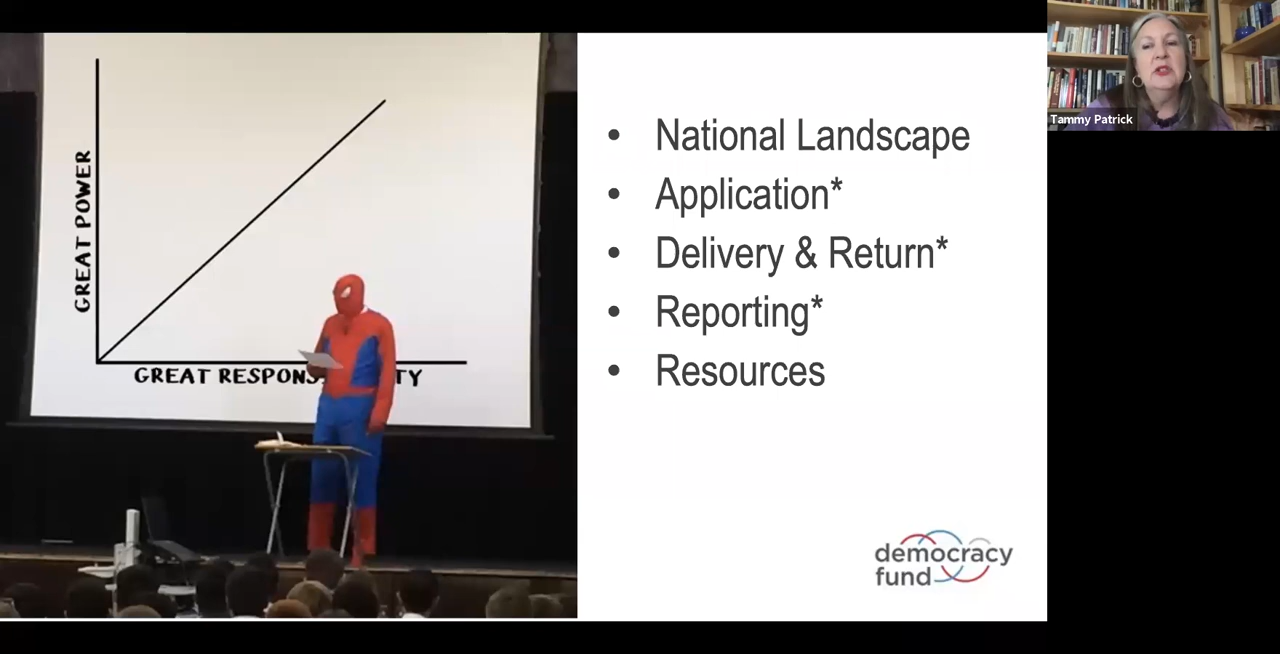 GREAT POWER
GREAT RESPONS TY
• National Landscape
• Application*
• Delivery & Return*
• Reporting*
• Resources
democracy
fund
Tammy Patrick